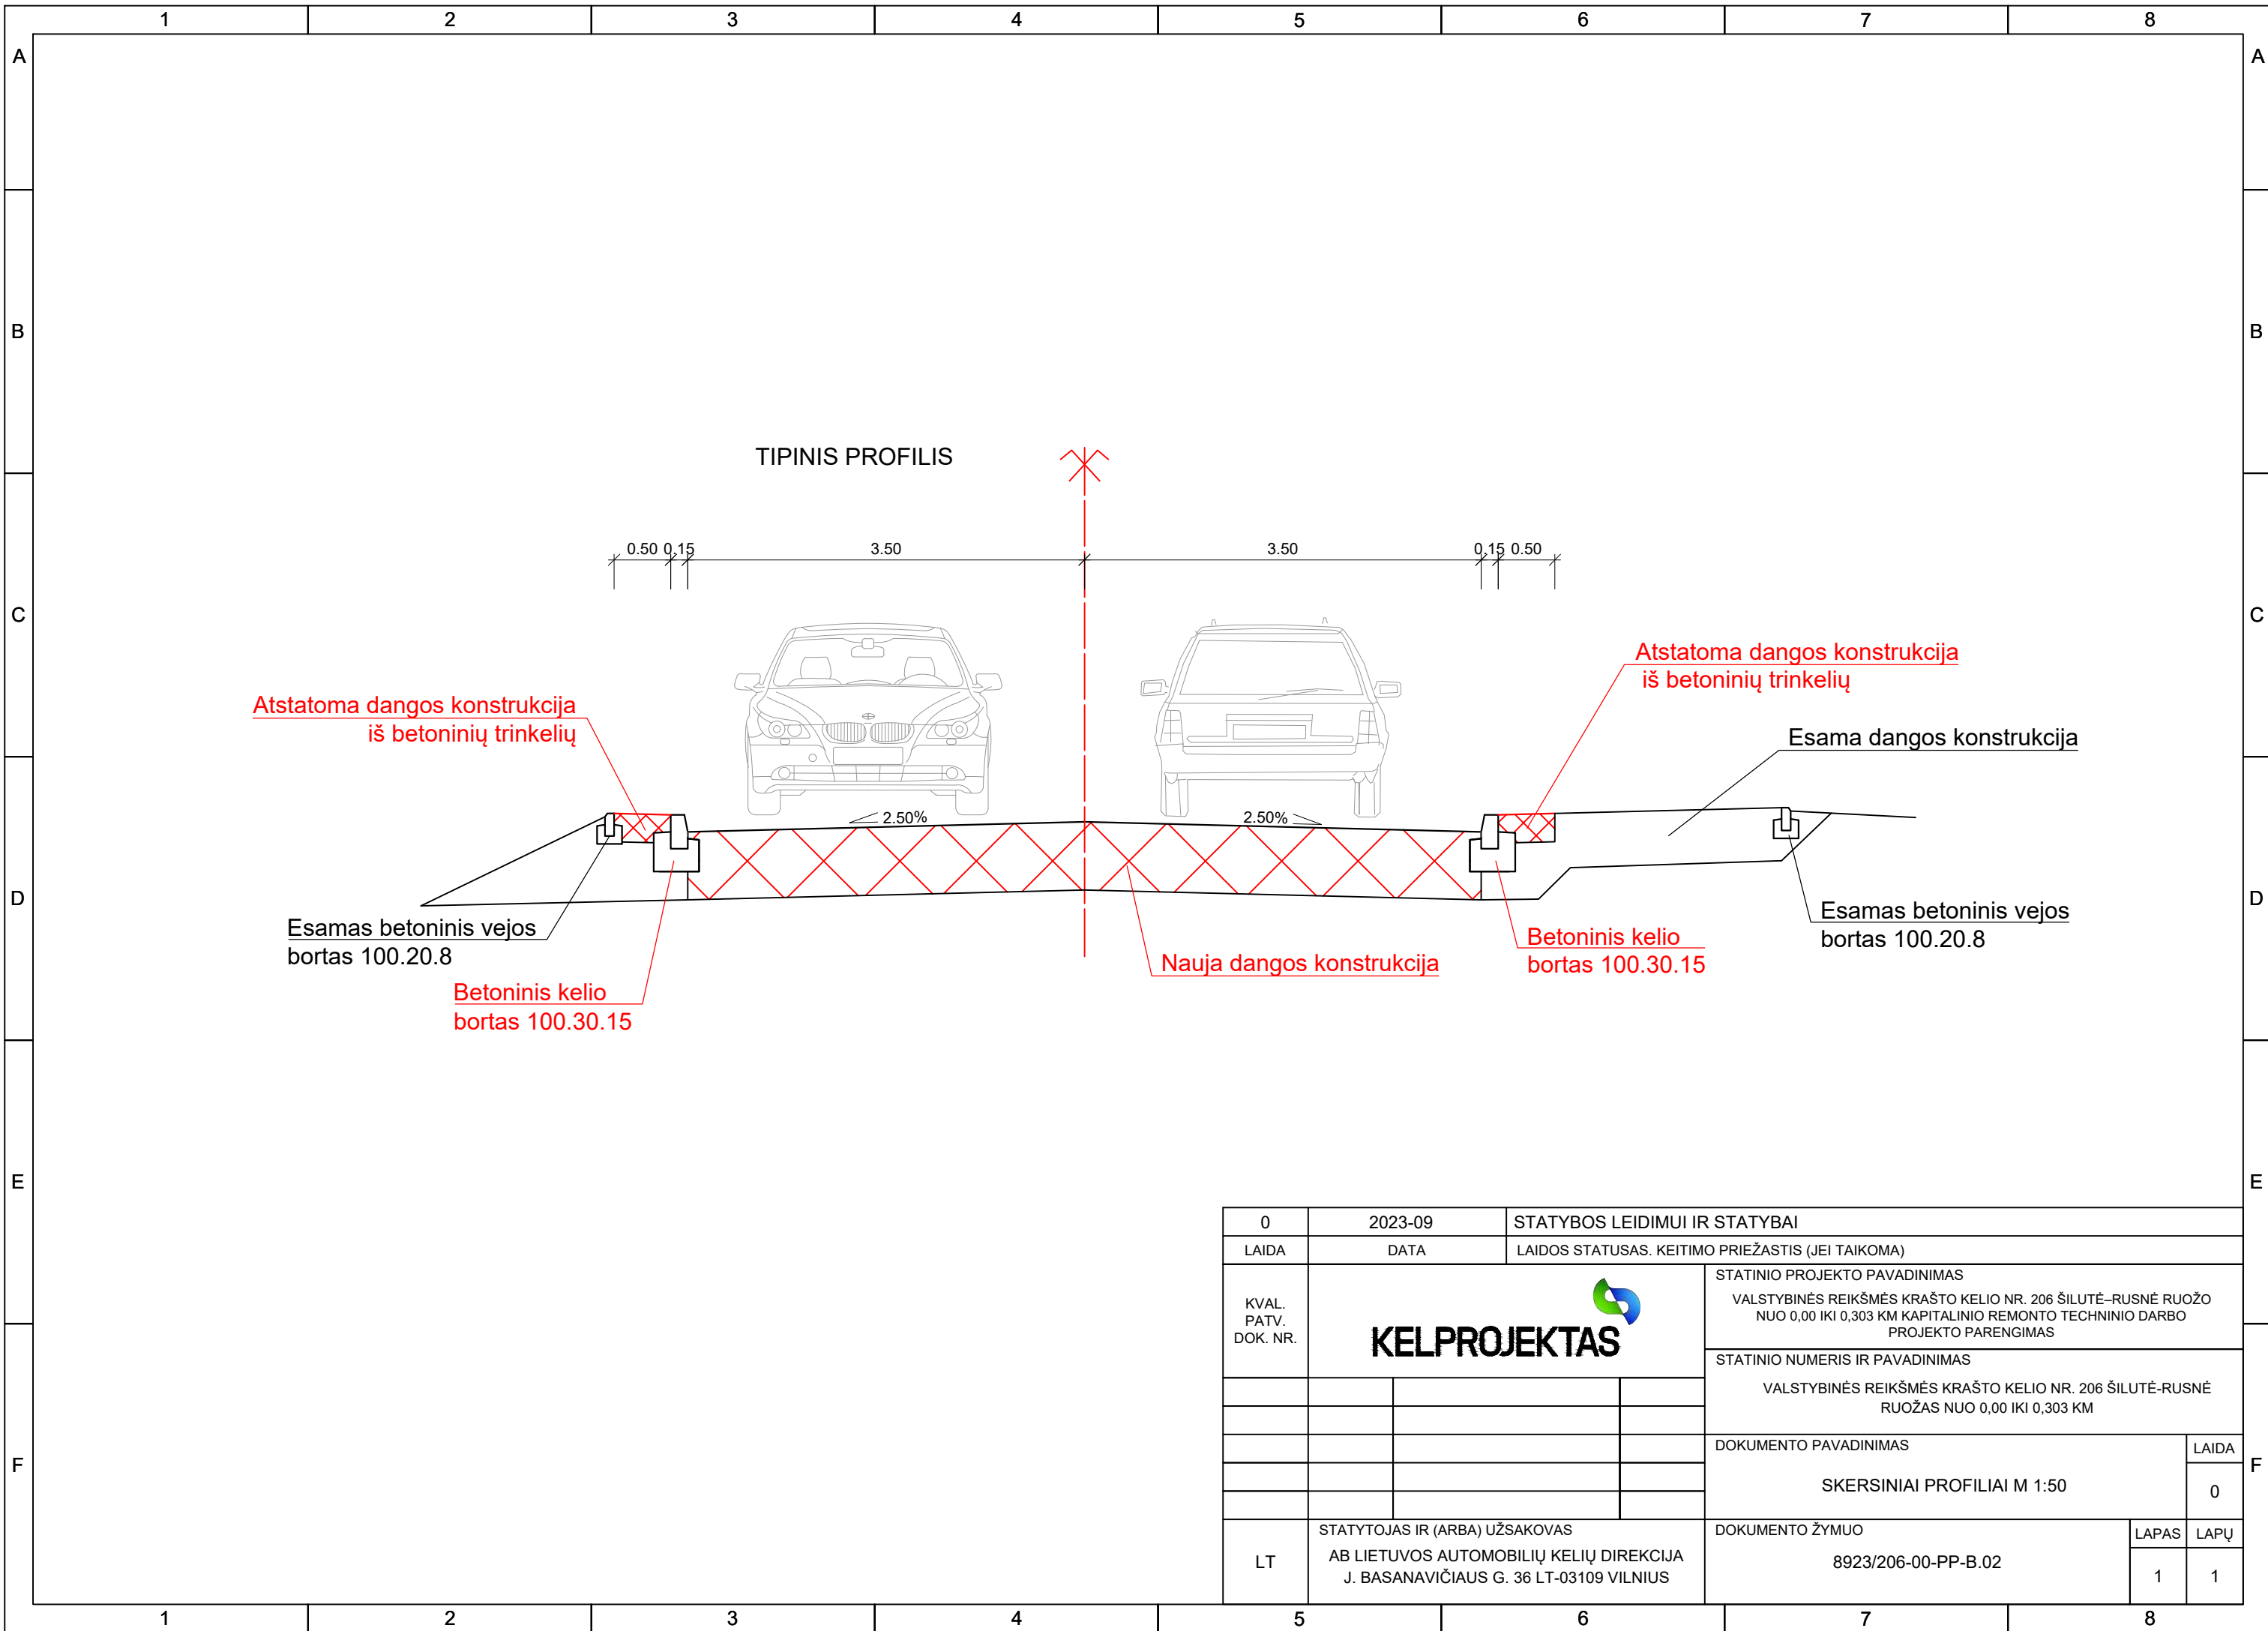 1 2 3 4 5 6 7 8
A A
B B
TIPINIS PROFILIS
0.50 0.15 3.50 3.50 0.15 0.50
C C
Atstatoma dangos konstrukcija
iš betoninių trinkelių
Atstatoma dangos konstrukcija
iš betoninių trinkelių
Esama dangos konstrukcija
2.50% 2.50%
D D
Esamas betoninis vejos
bortas 100.20.8
Betoninis kelio
bortas 100.30.15
Nauja dangos konstrukcija
Betoninis kelio
bortas 100.30.15
Esamas betoninis vejos
bortas 100.20.8
E E
0 2023-09 STATYBOS LEIDIMUI IR STATYBAI
LAIDA DATA LAIDOS STATUSAS. KEITIMO PRIEŽASTIS (JEI TAIKOMA)
KVAL.
PATV.
DOK. NR.
KELPROJEKTAS
STATINIO PROJEKTO PAVADINIMAS
VALSTYBINĖS REIKŠMĖS KRAŠTO KELIO NR. 206 ŠILUTĖ–RUSNĖ RUOŽO
NUO 0,00 IKI 0,303 KM KAPITALINIO REMONTO TECHNINIO DARBO
PROJEKTO PARENGIMAS
STATINIO NUMERIS IR PAVADINIMAS
VALSTYBINĖS REIKŠMĖS KRAŠTO KELIO NR. 206 ŠILUTĖ-RUSNĖ
RUOŽAS NUO 0,00 IKI 0,303 KM
F F
DOKUMENTO PAVADINIMAS LAIDA
SKERSINIAI PROFILIAI M 1:50 0
LT
STATYTOJAS IR (ARBA) UŽSAKOVAS
AB LIETUVOS AUTOMOBILIŲ KELIŲ DIREKCIJA
J. BASANAVIČIAUS G. 36 LT-03109 VILNIUS
DOKUMENTO ŽYMUO LAPAS LAPŲ
8923/206-00-PP-B.02 1 1
1 2 3 4 5 6 7 8